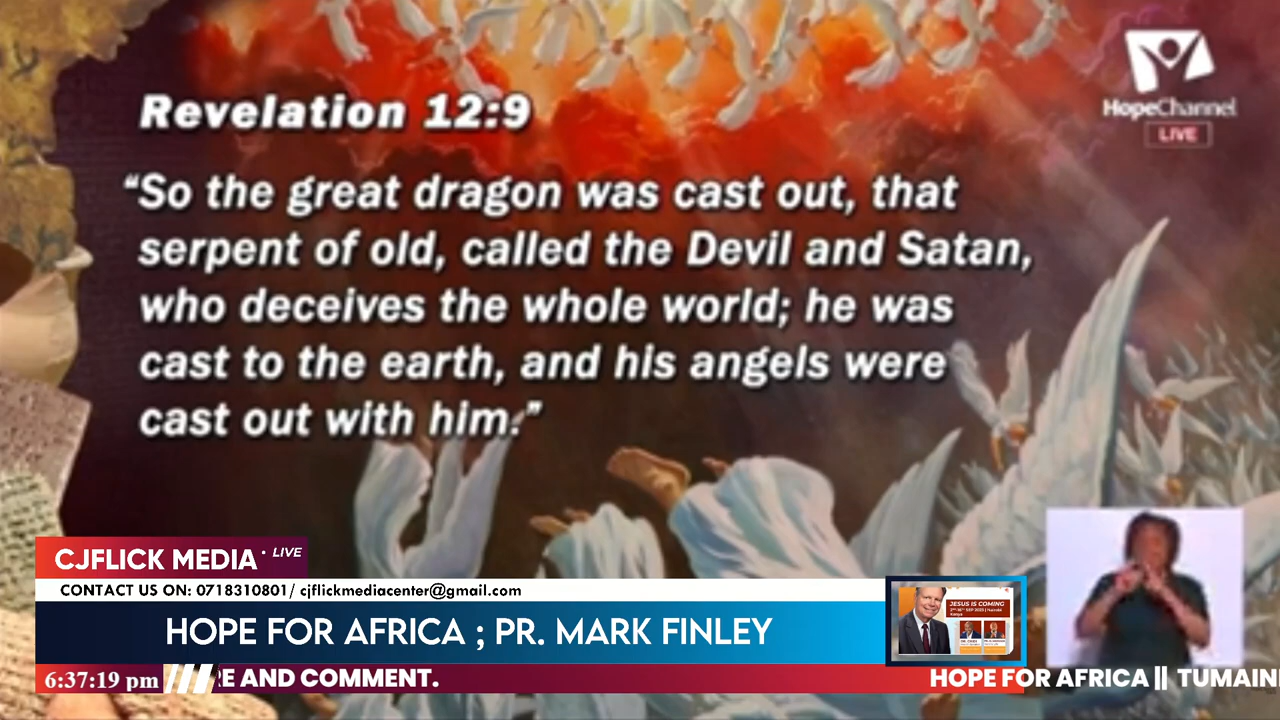 Revelation 12:9
HopeChannel
LIVE
“So the great dragon was cast out, that
serpent of old, called the Devil and Satan,
who deceives the whole world; he was
cast to the earth, and his angels were
cast out with him.”
CJFLICK MEDIA • LIVE
CONTACT US ON: 0718310801/ cjflickmediacenter@gmail.com
HOPE FOR AFRICA ; PR. MARK FINLEY
JESUS IS COMING
6:37:19 pm
RE AND COMMENT.
HOPE FOR AFRICA || TUMAINI